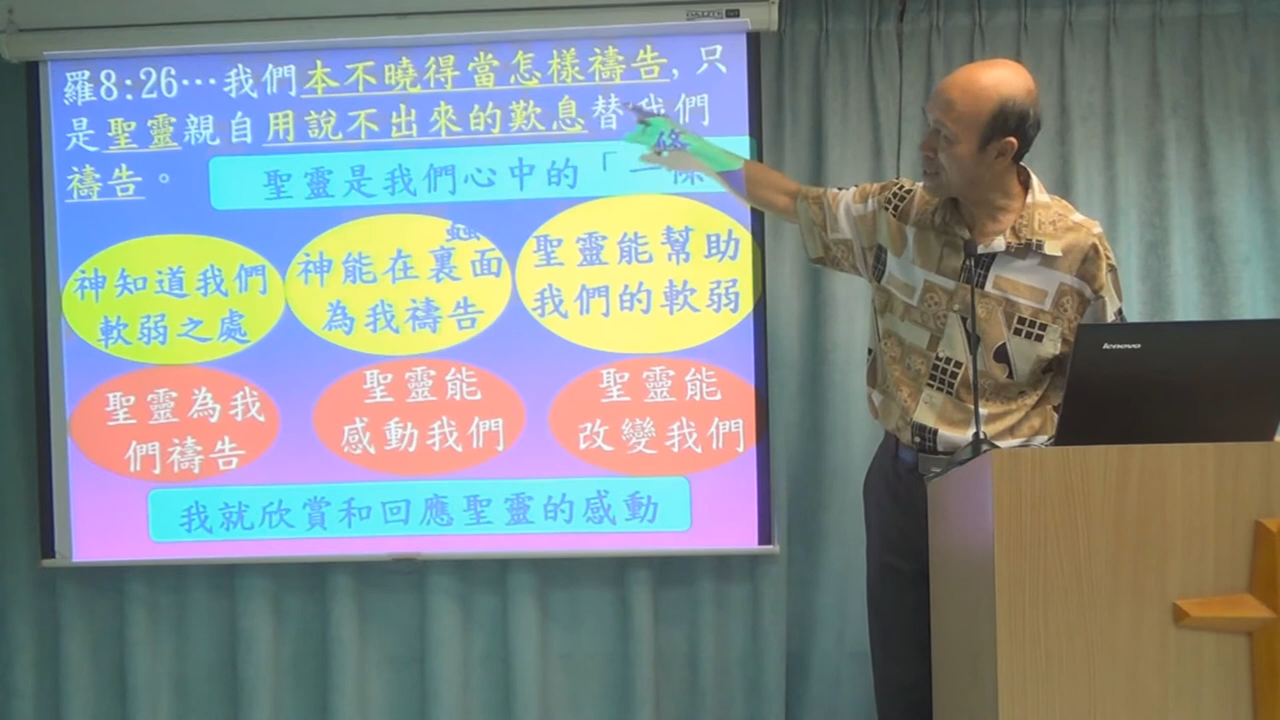 羅8:26…我們本不曉得當怎樣禱告,只
是聖靈親自用說不出來的歎息替我們
禱告。
聖靈是我們心中的「一條
神知道我們
軟弱之處
神能在裏面
為我禱告
聖靈能幫助
我們的軟弱
聖靈為我
們禱告
聖靈能
感動我們
聖靈能
改變我們
我就欣賞和回應聖靈的感動
lenovo